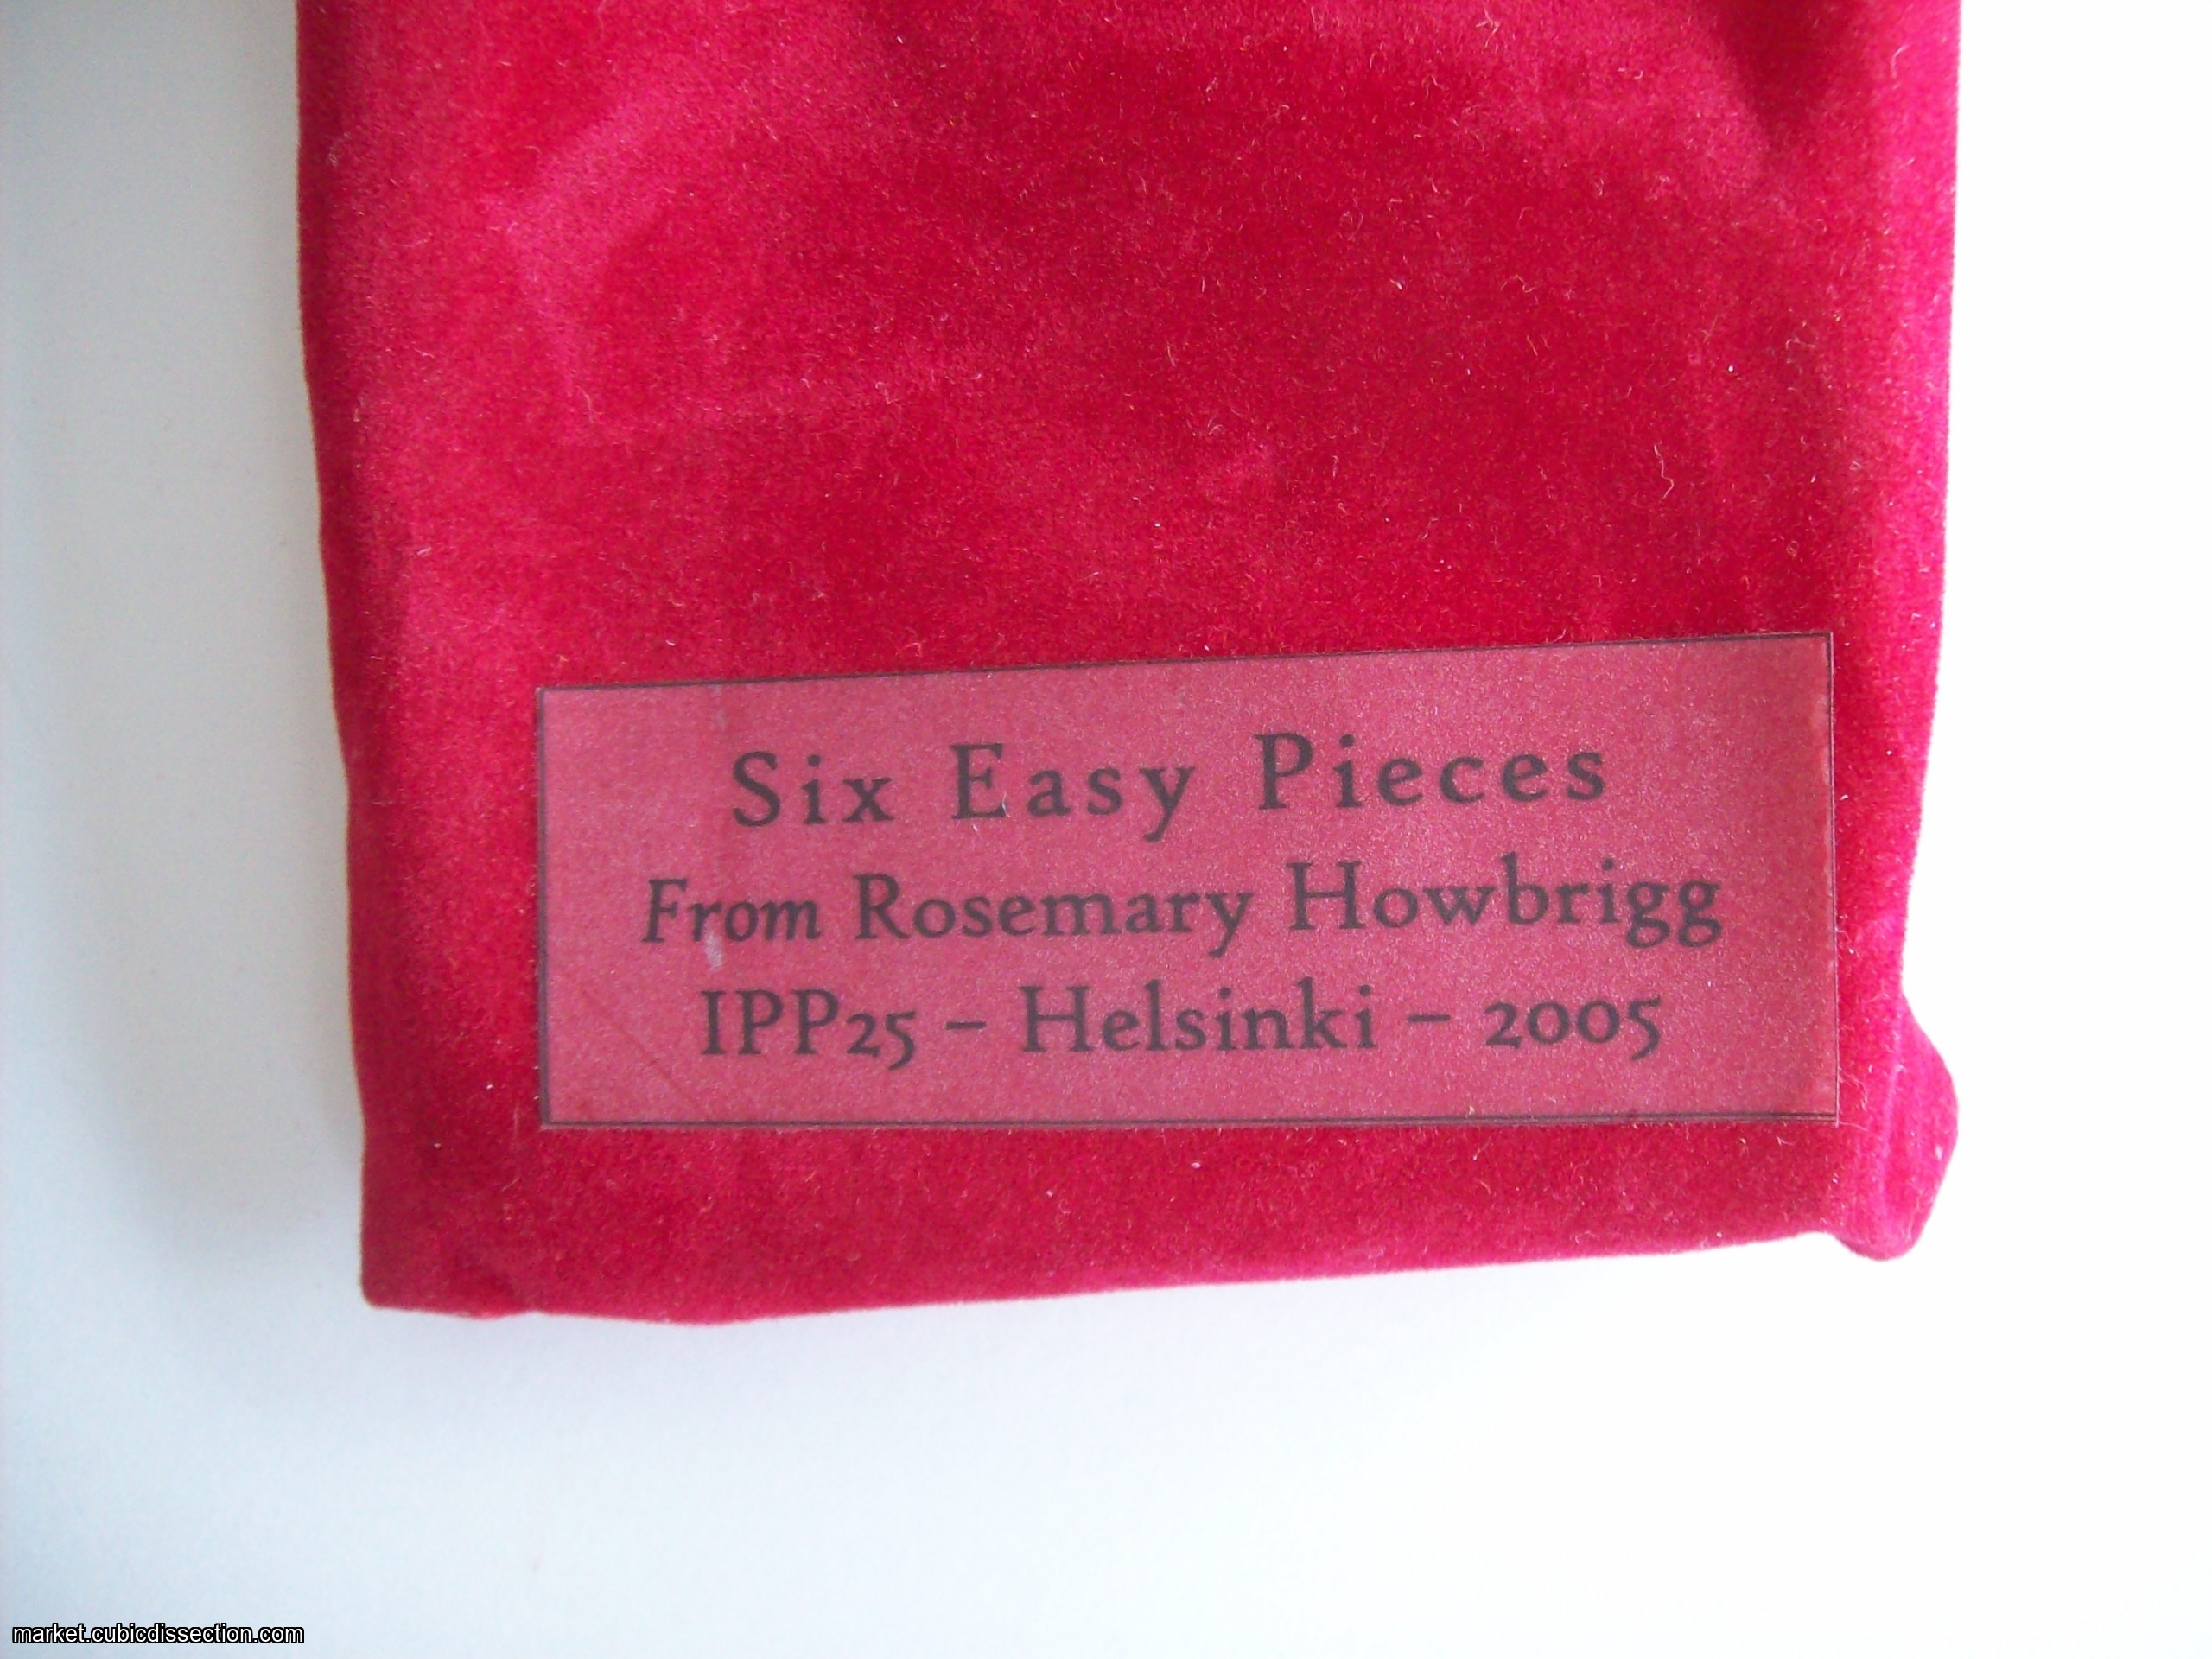 Six Easy Pieces
From Rosemary Howbrigg
IPP25 – Helsinki – 2005
market.cubicdissection.com